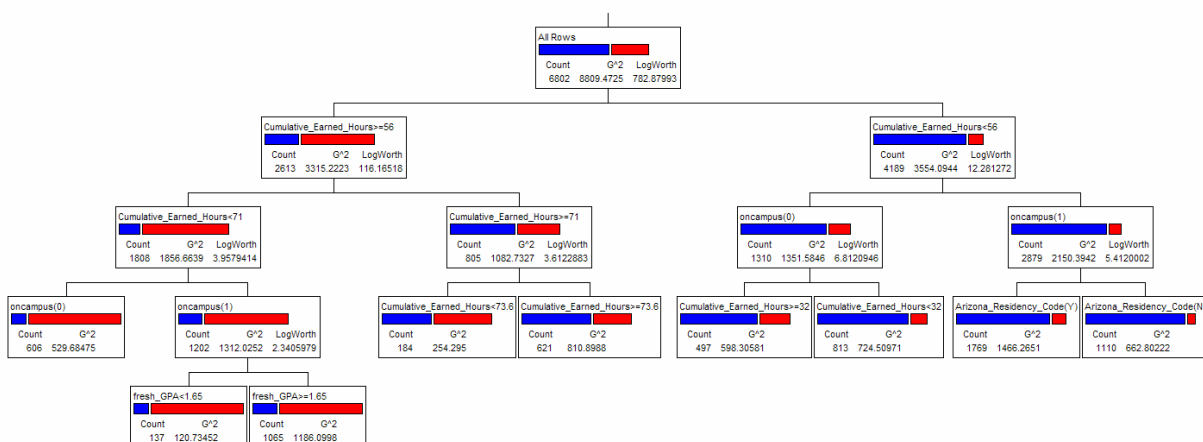 All Rows
Count G^2 LogWorth
6802 8809.4725 782.87993
Cumulative_Earned_Hours>=56
Count G^2 LogWorth
2613 3315.2223 116.16518
Cumulative_Earned_Hours<56
Count G^2 LogWorth
4189 3554.0944 12.281272
Cumulative_Earned_Hours<71
Count G^2 LogWorth
1808 1856.6639 3.9579414
Cumulative_Earned_Hours>=71
Count G^2 LogWorth
805 1082.7327 3.6122883
oncampus(0)
Count G^2 LogWorth
1310 1351.5846 6.8120946
oncampus(1)
Count G^2 LogWorth
2879 2150.3942 5.4120002
oncampus(0)
Count G^2
606 529.68475
oncampus(1)
Count G^2 LogWorth
1202 1312.0252 2.3405979
Cumulative_Earned_Hours<73.6
Count G^2
184 254.295
Cumulative_Earned_Hours>=73.6
Count G^2
621 810.8988
Cumulative_Earned_Hours>=32
Count G^2
497 598.30581
Cumulative_Earned_Hours<32
Count G^2
813 724.50971
Arizona_Residency_Code(Y)
Count G^2
1769 1466.2651
Arizona_Residency_Code(N
Count G^2
1110 662.80222
fresh_GPA<1.65
Count G^2
137 120.73452
fresh_GPA>=1.65
Count G^2
1065 1186.0998